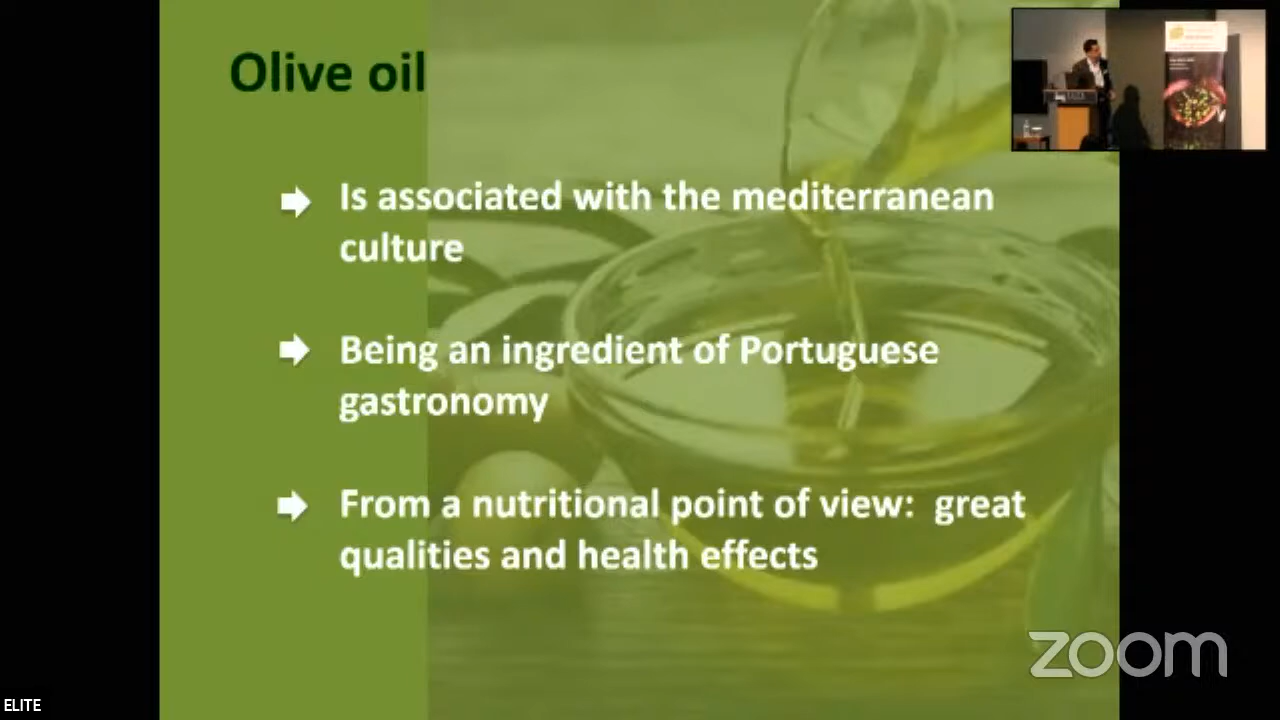 Olive oil
Is associated with the mediterranean
culture
Being an ingredient of Portuguese
gastronomy
From a nutritional point of view: great
qualities and health effects
zoom
ELITE